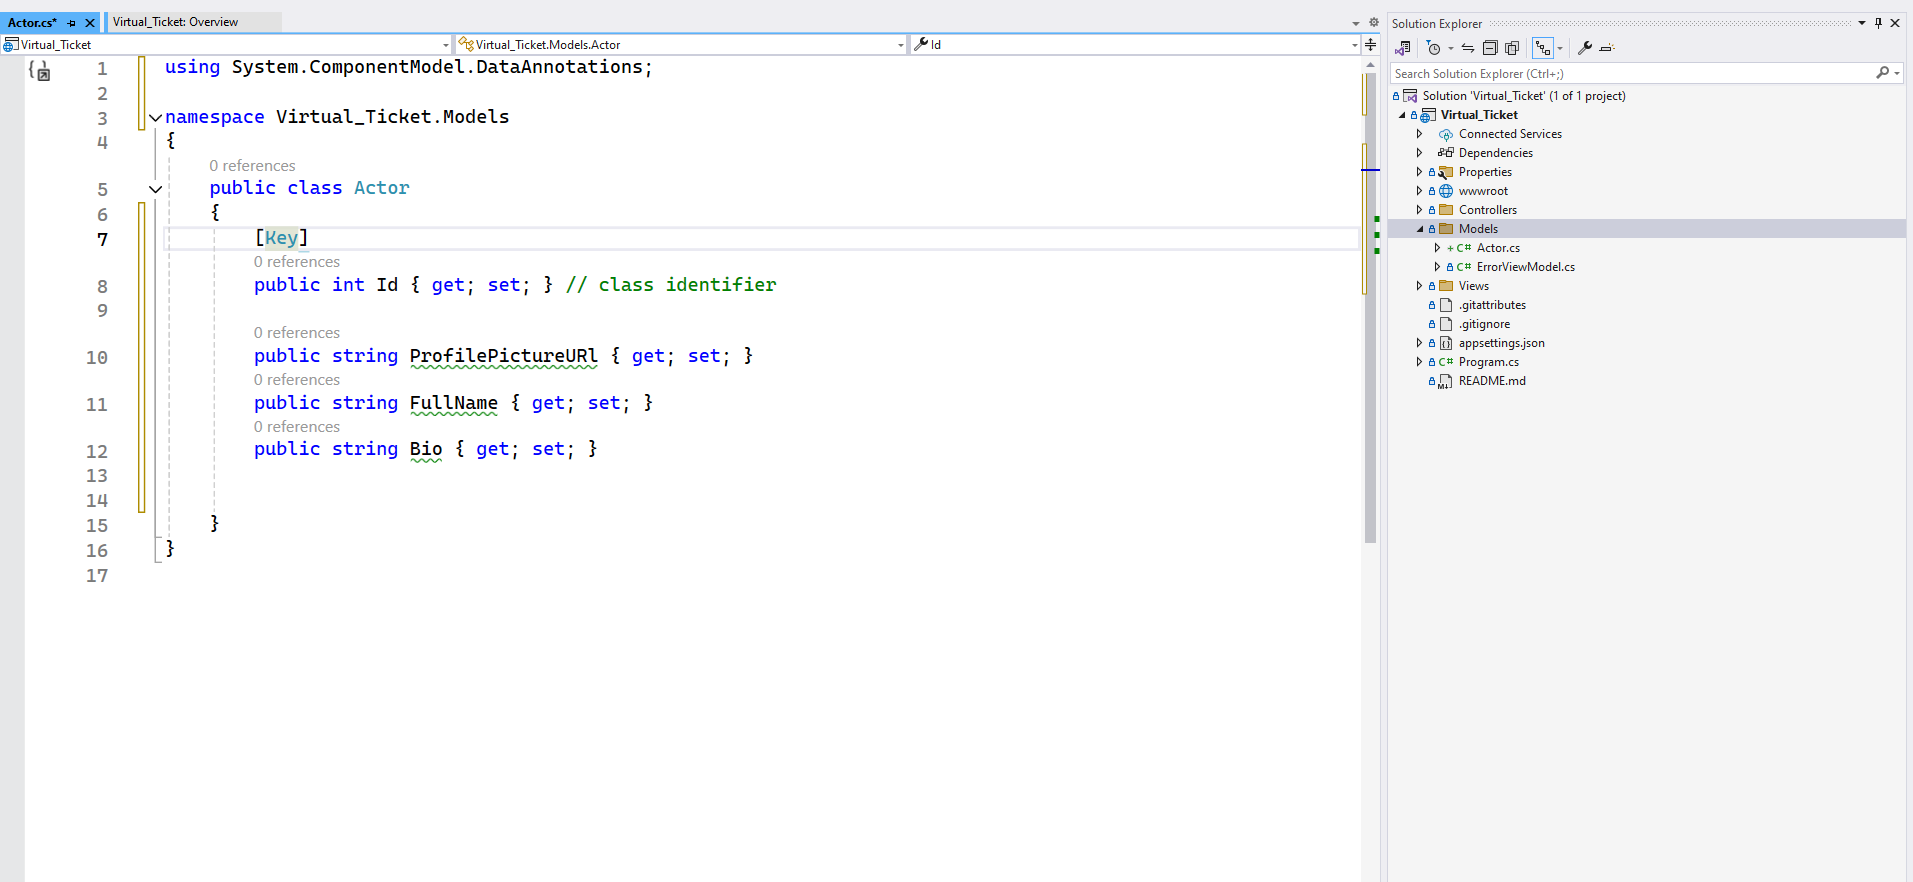 Actor.cs*
Virtual_Ticket: Overview
Virtual_Ticket
Virtual_Ticket.Models.Actor
Id
1 using System.ComponentModel.DataAnnotations;
2
3 namespace Virtual_Ticket.Models
4 {
0 references
5 public class Actor
6 {
7 [Key]
0 references
8 public int Id { get; set; } // class identifier
9
0 references
10 public string ProfilePictureURl { get; set; }
0 references
11 public string FullName { get; set; }
0 references
12 public string Bio { get; set; }
13
14
15 }
16 }
17
Solution Explorer
Search Solution Explorer (Ctrl+;)
Solution 'Virtual_Ticket' (1 of 1 project)
Virtual_Ticket
Connected Services
Dependencies
Properties
wwwroot
Controllers
Models
C# Actor.cs
C# ErrorViewModel.cs
Views
.gitattributes
.gitignore
appsettings.json
C# Program.cs
README.md